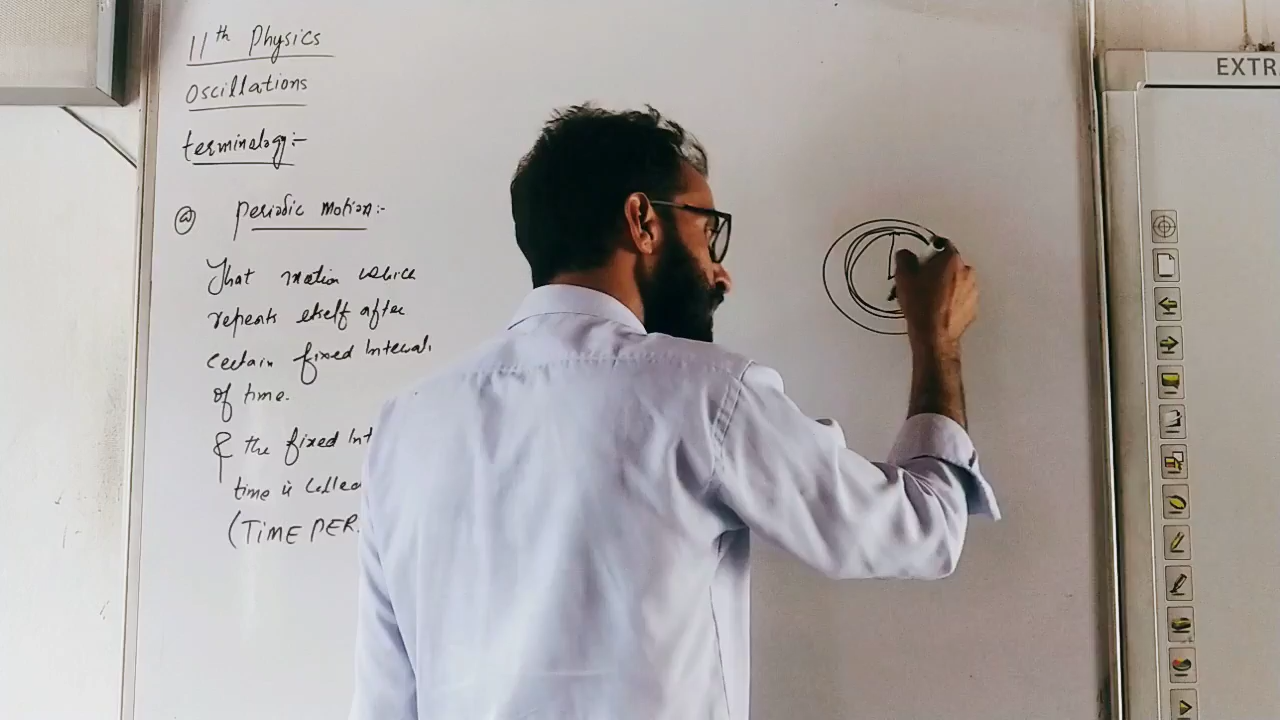 11th Physics
Oscillations
terminology:-
(a) periodic motion:-
That motion which
repeats itself after
certain fixed Interval.
of time.
& the fixed Int
time is called
(TIME PER.
EXTR